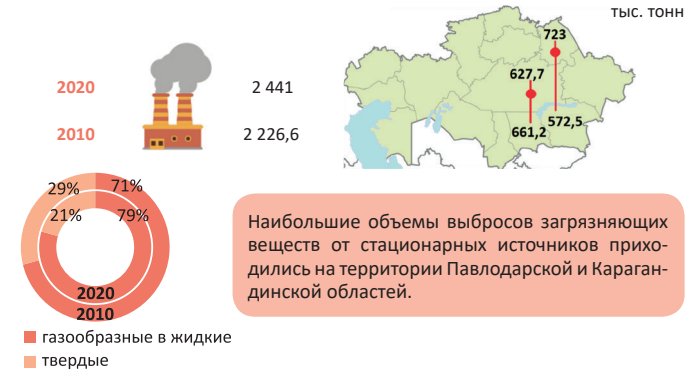 тыс. тонн
723
627,7
661,2
572,5
2020
2 441
2010
2 226,6
29%
71%
21%
79%
2020
2010
Наибольшие объемы выбросов загрязняющих
веществ от стационарных источников прихо-
дились на территории Павлодарской и Караган-
динской областей.
газообразные в жидкие
твердые